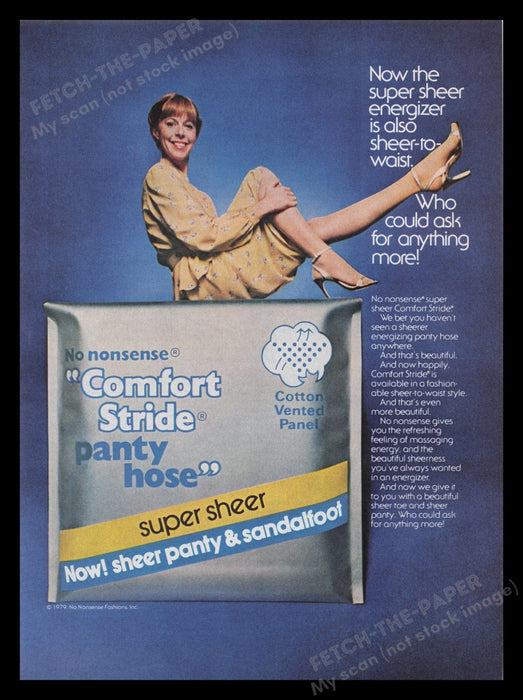 FETCH-THE-PAPER
My scan (not stock image)
Now the
super sheer
energizer
is also
sheer-to-
waist.
Who
could ask
for anything
more!
No nonsense® super
sheer Comfort Stride®
We bet you haven't
seen a sheerer
energizing panty hose
anywhere.
And that's beautiful.
And now happily,
Comfort Stride® is
available in a fashion-
able sheer-to-waist style.
And that's even
more beautiful.
No nonsense gives
you the refreshing
feeling of massaging
energy, and the
beautiful sheerness
you've always wanted
in an energizer.
And now we give it
to you with a beautiful
sheer toe and sheer
panty. Who could ask
for anything more!
No nonsense®
"Comfort
Stride®
panty
hose"
Cotton
Vented
Panel
super sheer
Now! sheer panty & sandalfoot
© 1979, No Nonsense Fashions, Inc.
FETCH-THE-PAPER
My scan (not stock image)